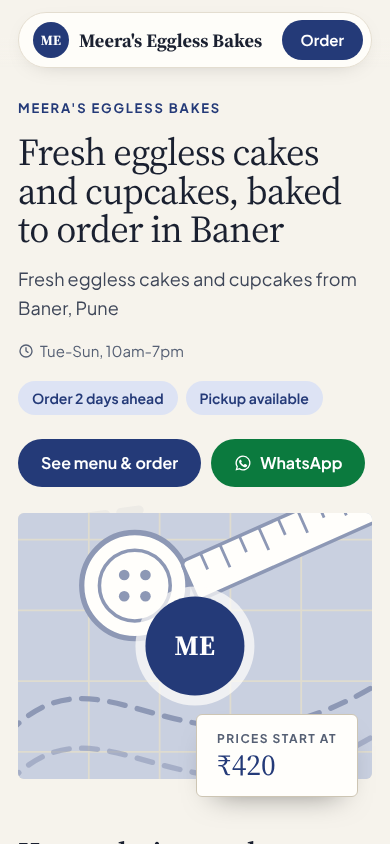 ME Meera's Eggless Bakes Order
MEERA'S EGGLESS BAKES
Fresh eggless cakes
and cupcakes, baked
to order in Baner
Fresh eggless cakes and cupcakes from
Baner, Pune
Tue–Sun, 10am–7pm
Order 2 days ahead Pickup available
See menu & order WhatsApp
ME
PRICES START AT
₹420